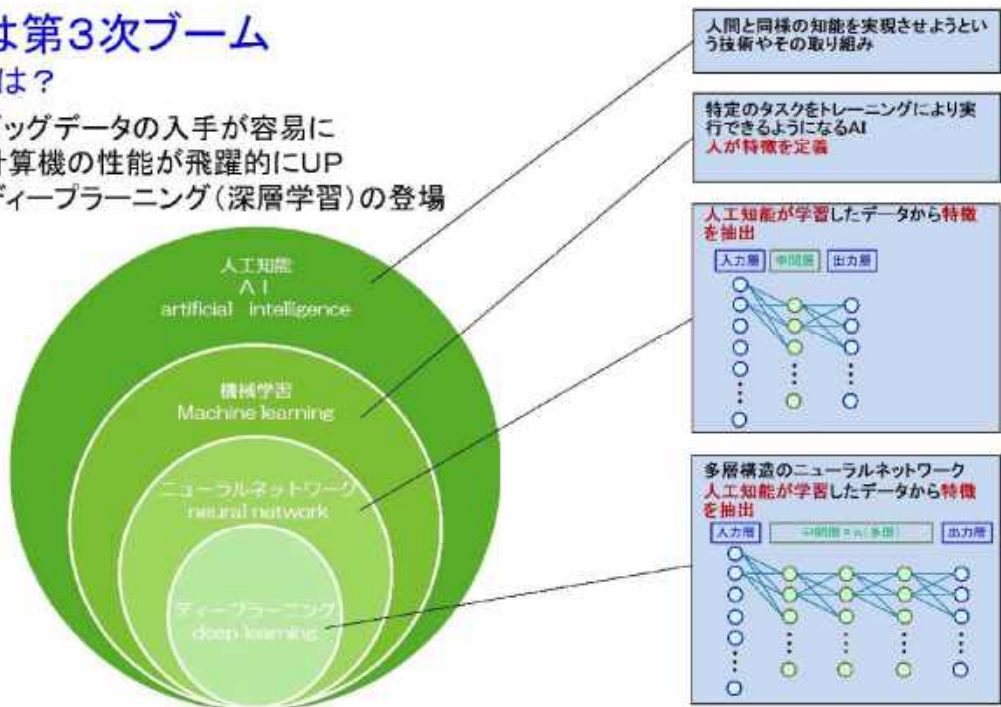 は第3次ブーム
は？
ッグデータの入手が容易に
計算機の性能が飛躍的にUP
ディープラーニング（深層学習）の登場
人工知能
AI
artificial intelligence
機械学習
Machine learning
ニューラルネットワーク
neural network
ディープラーニング
deep learning
人間と同様の知能を実現させようとい
う技術やその取り組み
特定のタスクをトレーニングにより実
行できるようになるAI
人が特徴を定義
人工知能が学習したデータから特徴
を抽出
入力層 中間層 出力層
多層構造のニューラルネットワーク
人工知能が学習したデータから特徴
を抽出
入力層 中間層＝n（多層） 出力層